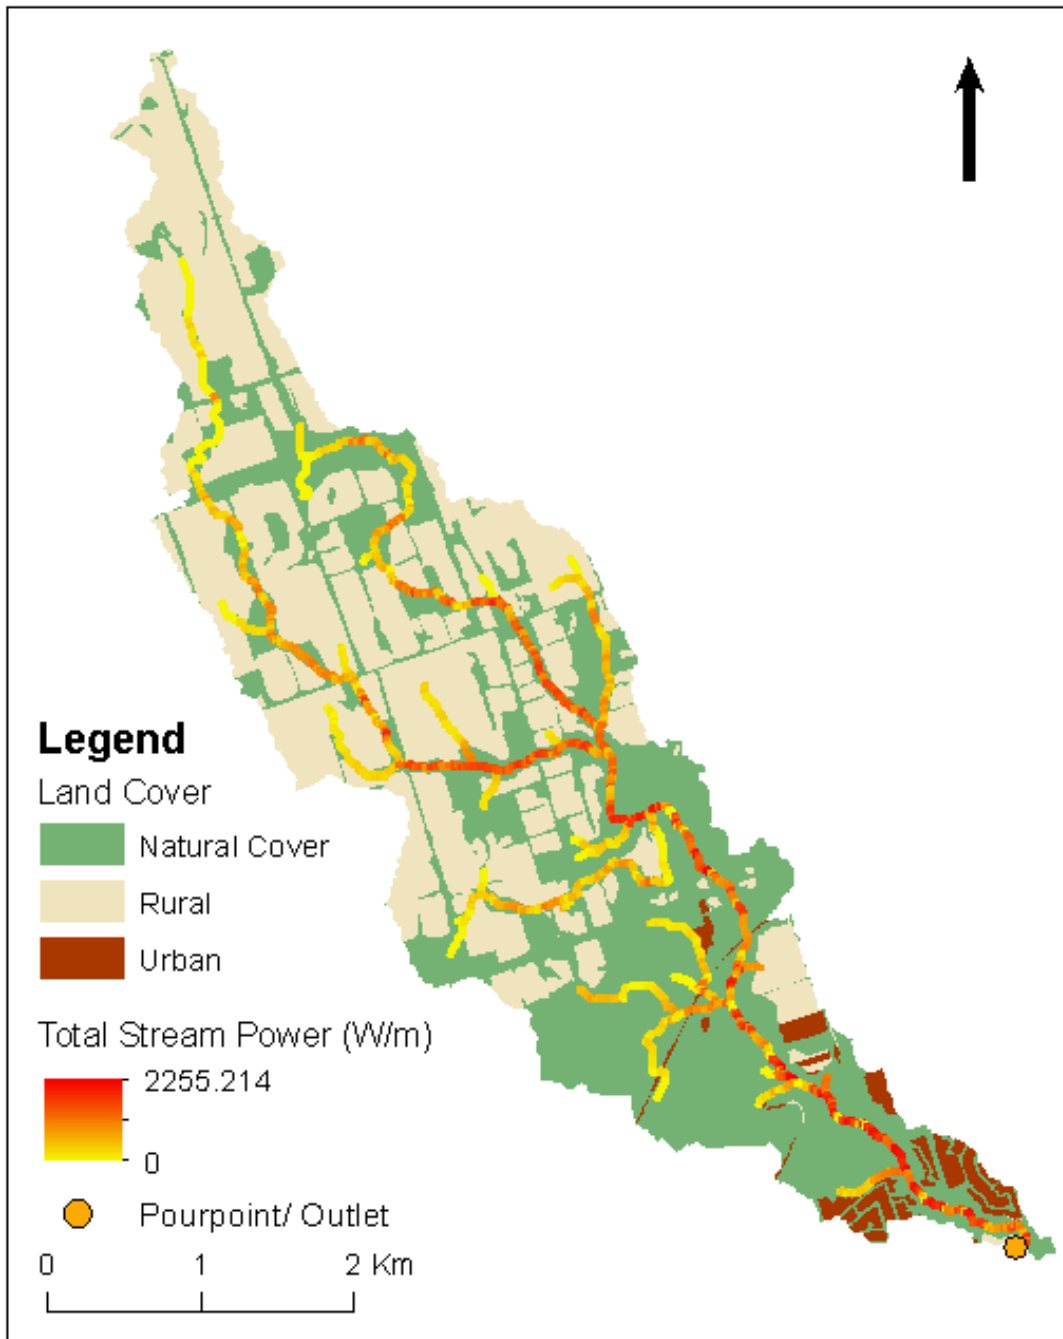 Legend
Land Cover
Natural Cover
Rural
Urban
Total Stream Power (W/m)
2255.214
0
Pourpoint/ Outlet
0 1 2 Km